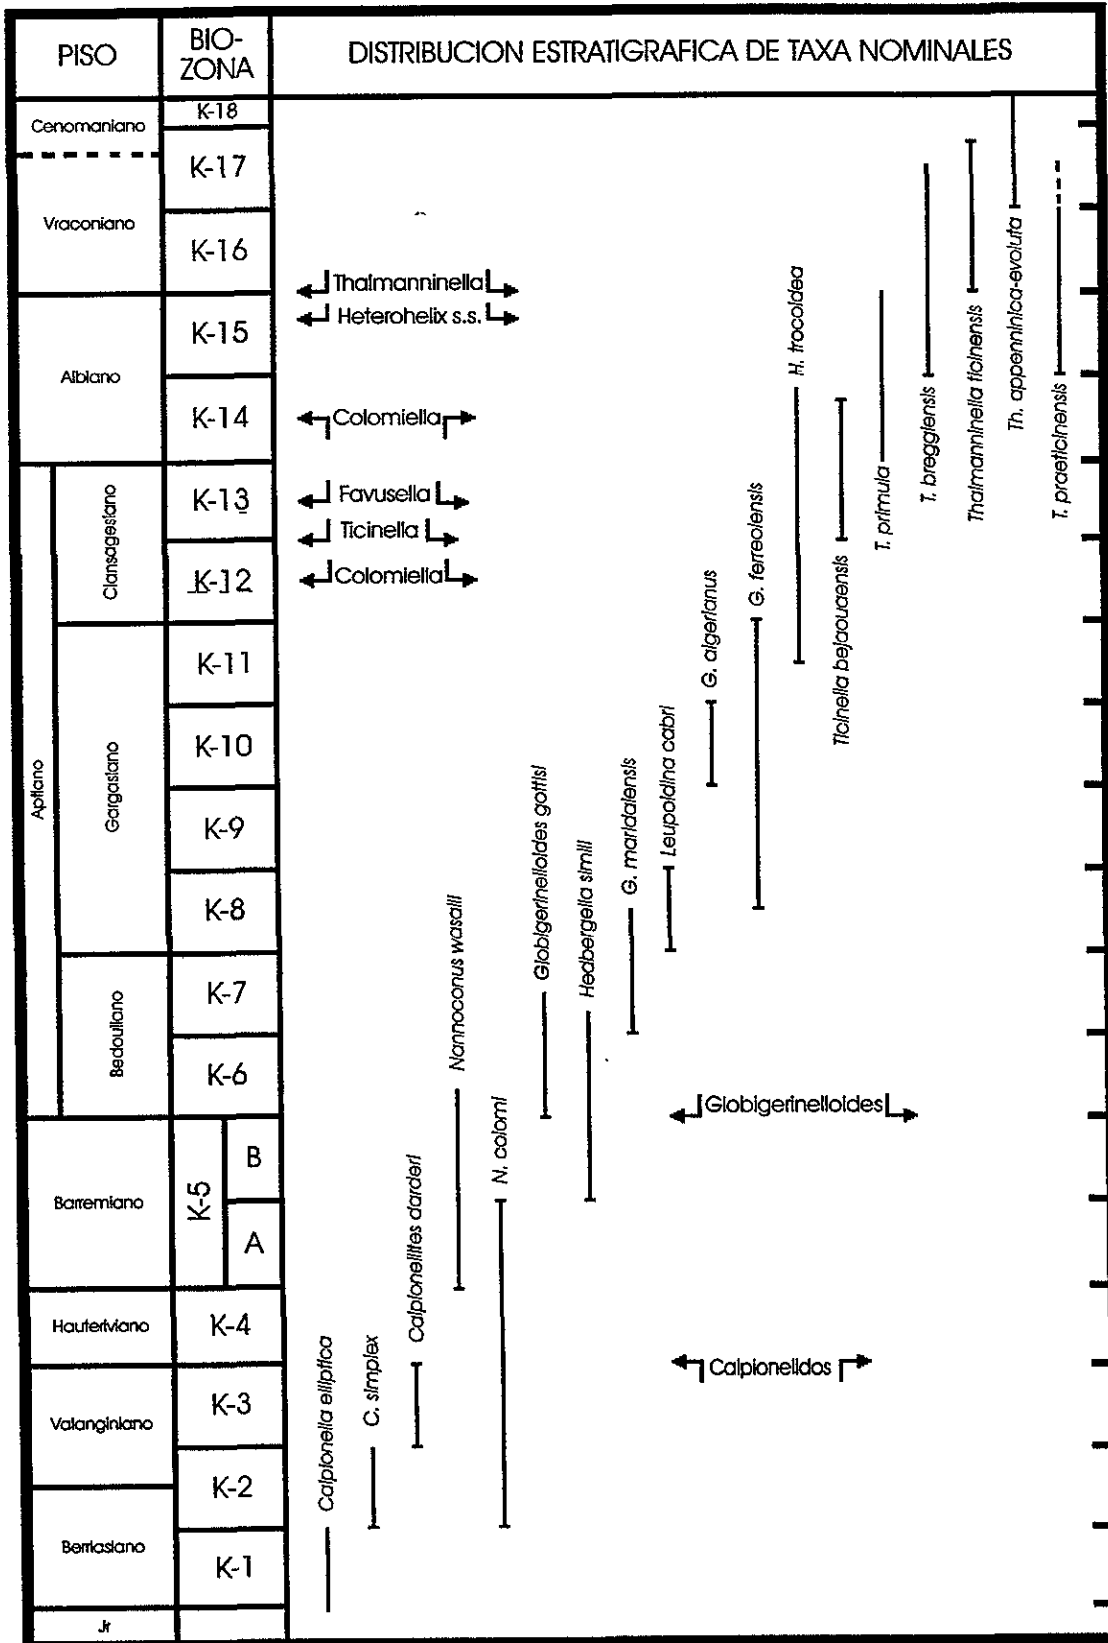 PISO
BIO-
ZONA
DISTRIBUCION ESTRATIGRAFICA DE TAXA NOMINALES
Cenomaniano
Vraconiano
Albiano
Aptiano
Clansagesiano
Gargasiano
Bedouliano
Barremiano
Hauteriviano
Valanginiano
Berriasiano
Jr
K-18
K-17
K-16
K-15
K-14
K-13
K-12
K-11
K-10
K-9
K-8
K-7
K-6
K-5
B
A
K-4
K-3
K-2
K-1
Thalmanninella
Heterohelix s.s.
Colomiella
Favusella
Ticinella
Colomiella
Globigerinelloides
Calpionelidos
Calpionella elliptica
C. simplex
Calpionellites darderi
Nannoconus wasalli
N. colomi
Globigerinelloides gottisi
Hedbergella simili
G. maridalensis
Leupoldina cabri
G. algerianus
G. ferreolensis
H. trocoidea
Ticinella bejaouaensis
T. primula
T. breggiensis
Thalmanninella ticinensis
Th. appenninica-evoluta
T. praeticinensis